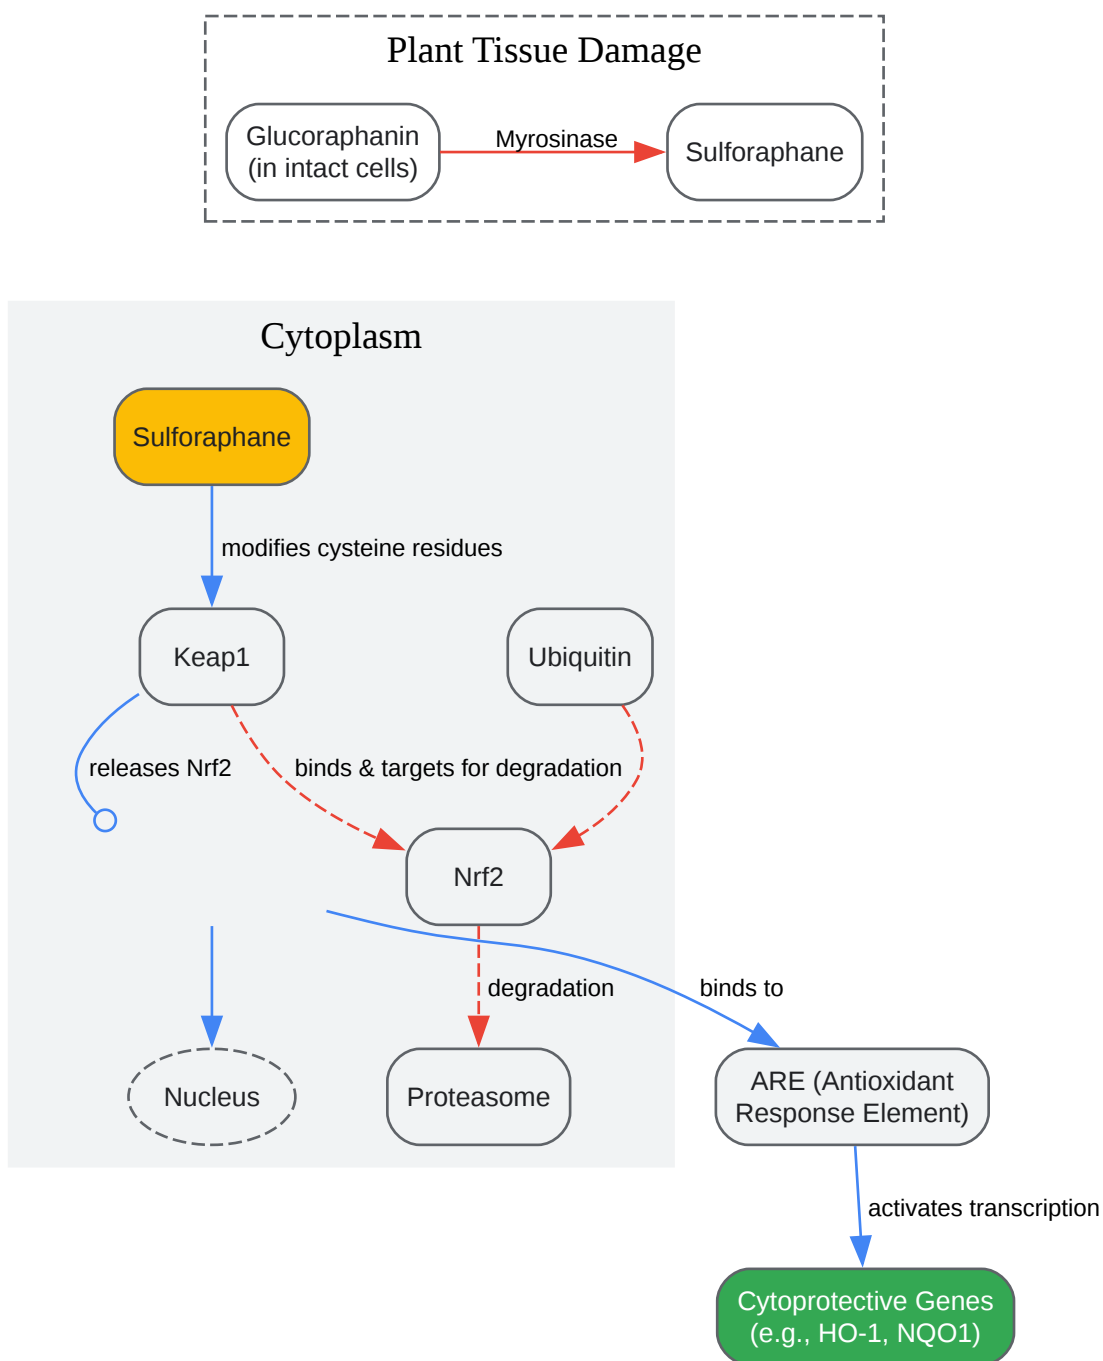 Plant Tissue Damage
Glucoraphanin
(in intact cells)
Myrosinase
Sulforaphane
Cytoplasm
Sulforaphane
modifies cysteine residues
Keap1
Ubiquitin
releases Nrf2
binds & targets for degradation
Nrf2
degradation
binds to
Nucleus
Proteasome
ARE (Antioxidant
Response Element)
activates transcription
Cytoprotective Genes
(e.g., HO-1, NQO1)